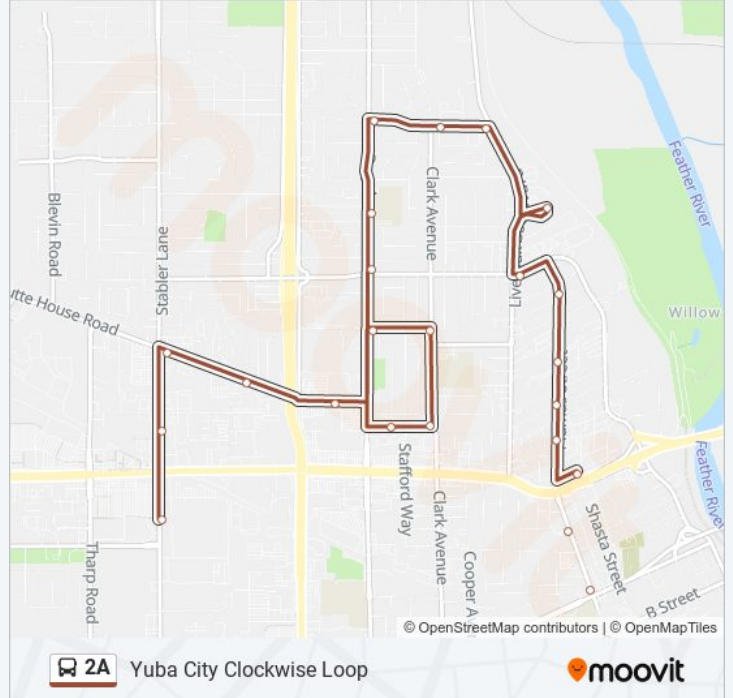 Feather River
Clark Avenue
Blevin Road
Stabler Lane
utte House Road
Live
Willow
Stafford Way
Clark Avenue
Feather River
Shasta Street
Tharp Road
Cooper A
B Street
© OpenStreetMap contributors | © OpenMapTiles
2A Yuba City Clockwise Loop
moovit